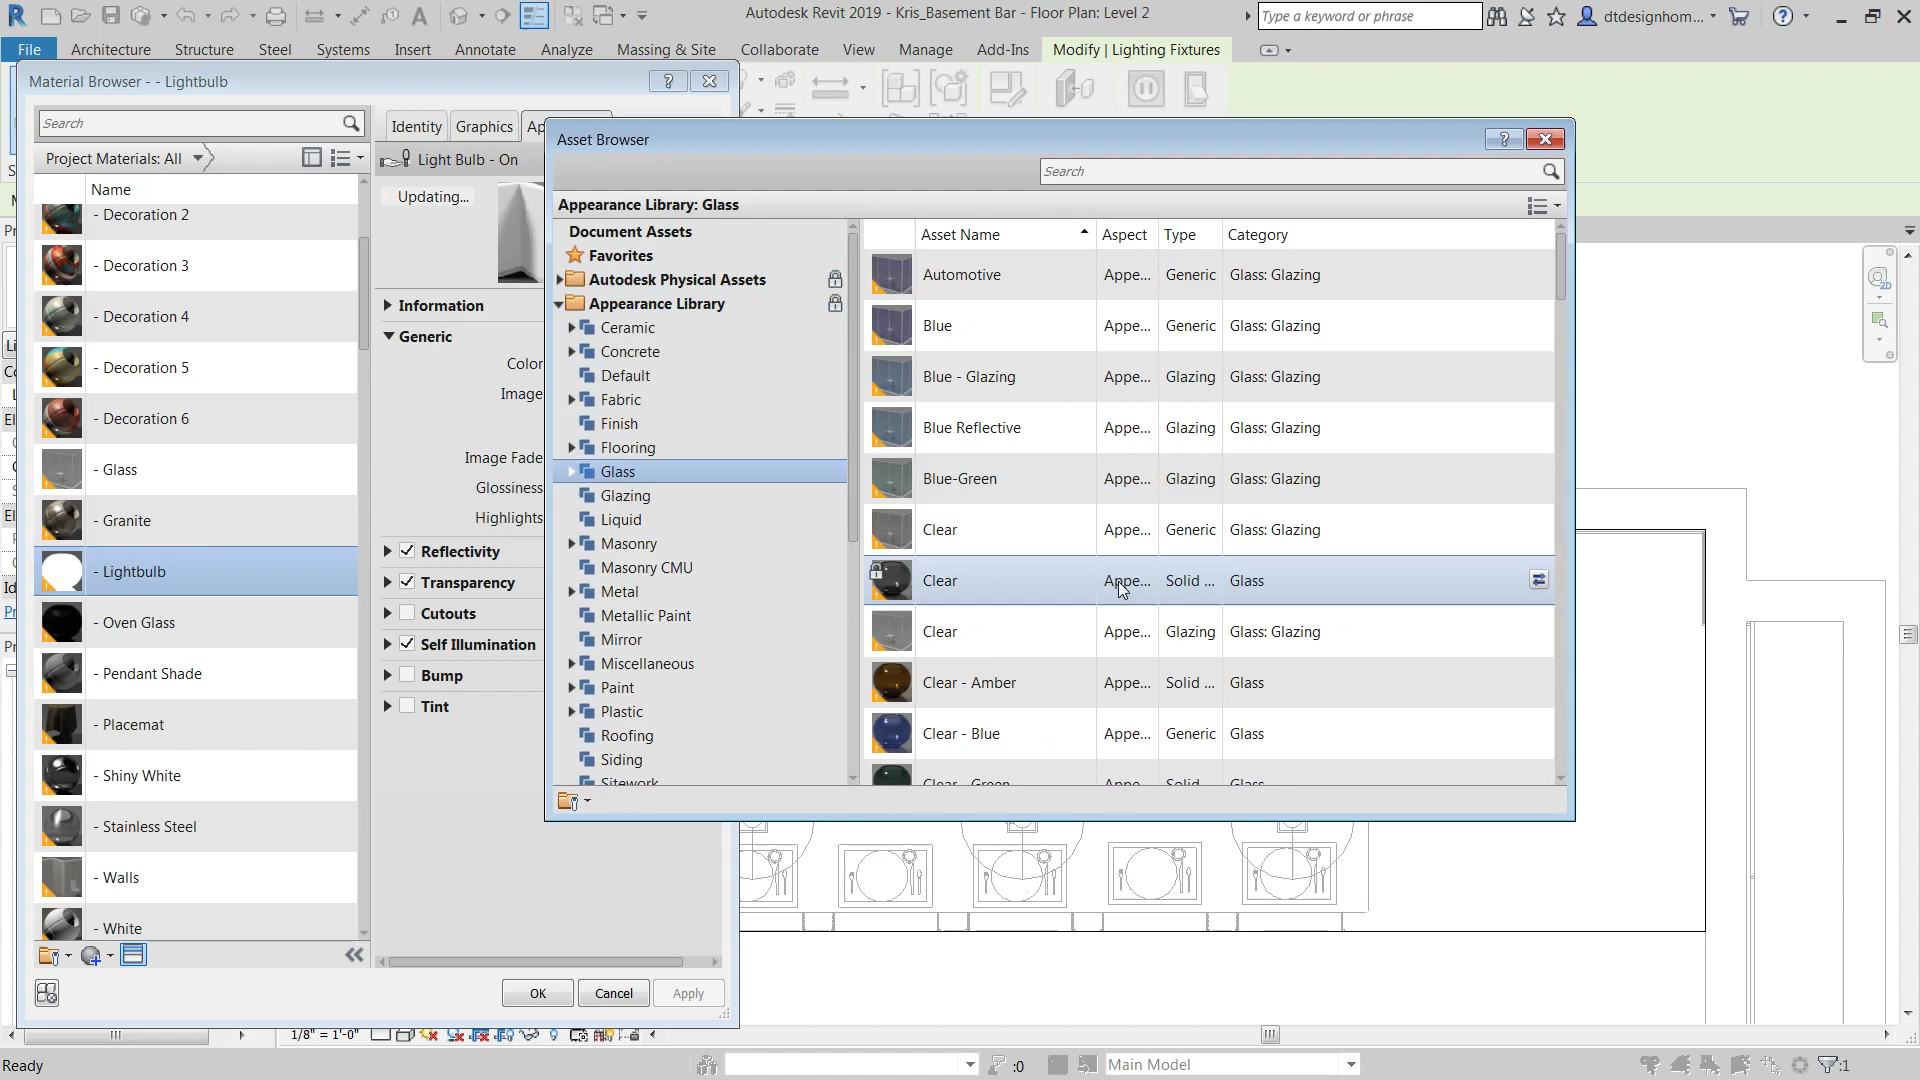 Autodesk Revit 2019 - Kris_Basement Bar - Floor Plan: Level 2
Type a keyword or phrase
dtdesignhom...
File Architecture Structure Steel Systems Insert Annotate Analyze Massing & Site Collaborate View Manage Add-Ins Modify | Lighting Fixtures
Material Browser - - Lightbulb
Search
Project Materials: All
Name
- Decoration 2
- Decoration 3
- Decoration 4
- Decoration 5
- Decoration 6
- Glass
- Granite
- Lightbulb
- Oven Glass
- Pendant Shade
- Placemat
- Shiny White
- Stainless Steel
- Walls
- White
Identity Graphics Ap
Light Bulb - On
Updating...
Information
Generic
Color
Image
Image Fade
Glossiness
Highlights
Reflectivity
Transparency
Cutouts
Self Illumination
Bump
Tint
OK Cancel Apply
Asset Browser
Search
Appearance Library: Glass
Document Assets
Favorites
Autodesk Physical Assets
Appearance Library
Ceramic
Concrete
Default
Fabric
Finish
Flooring
Glass
Glazing
Liquid
Masonry
Masonry CMU
Metal
Metallic Paint
Mirror
Miscellaneous
Paint
Plastic
Roofing
Siding
Sitework
Asset Name Aspect Type Category
Automotive Appe... Generic Glass: Glazing
Blue Appe... Generic Glass: Glazing
Blue - Glazing Appe... Glazing Glass: Glazing
Blue Reflective Appe... Glazing Glass: Glazing
Blue-Green Appe... Glazing Glass: Glazing
Clear Appe... Generic Glass: Glazing
Clear Appe... Solid ... Glass
Clear Appe... Glazing Glass: Glazing
Clear - Amber Appe... Solid ... Glass
Clear - Blue Appe... Generic Glass
Clear - Green Appe Solid Glass
2D
1/8" = 1'-0"
Ready
:0
Main Model
:1